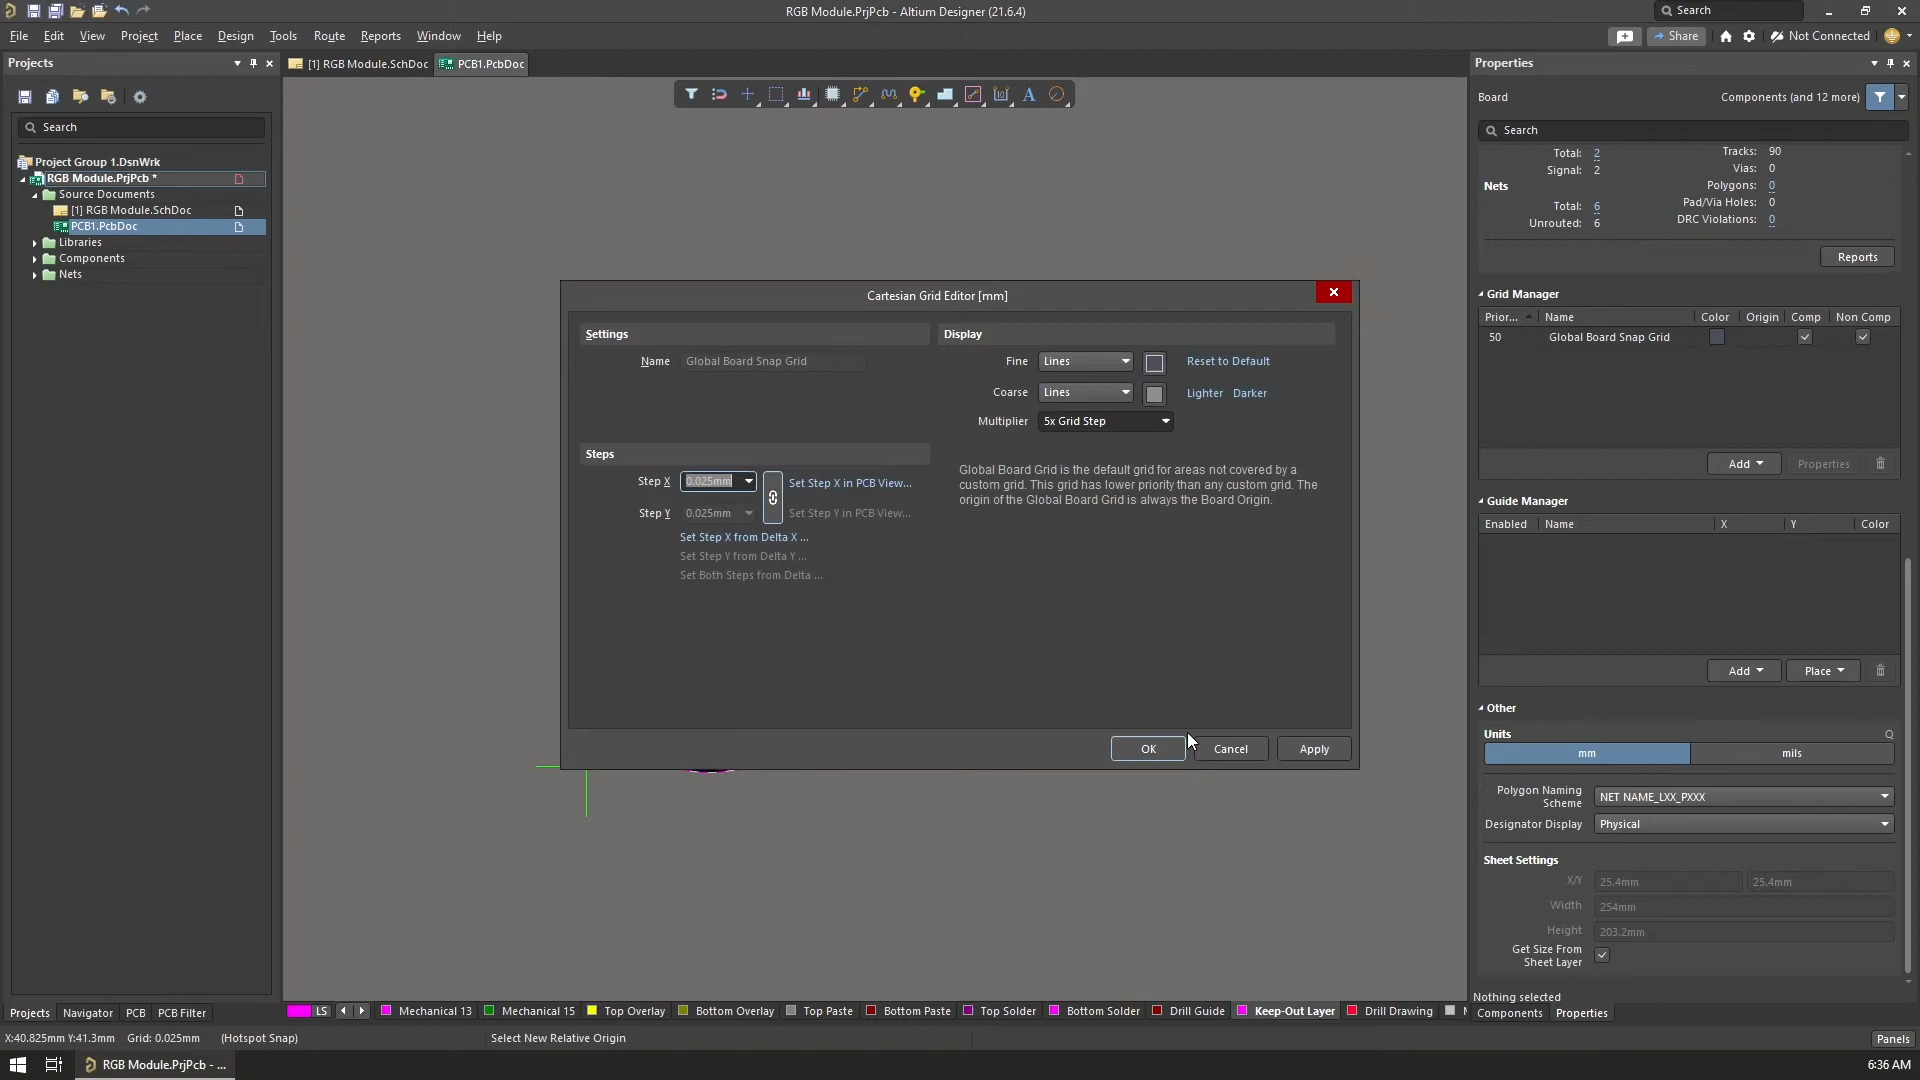 RGB Module.PrjPcb - Altium Designer (21.6.4)
Search
File Edit View Project Place Design Tools Route Reports Window Help
Share
Not Connected
Projects
[1] RGB Module.SchDoc
PCB1.PcbDoc
Properties
Board
Components (and 12 more)
Search
Search
Project Group 1.DsnWrk
RGB Module.PrjPcb *
Source Documents
[1] RGB Module.SchDoc
PCB1.PcbDoc
Libraries
Components
Nets
Total: 2
Tracks: 90
Signal: 2
Vias: 0
Nets
Polygons: 0
Total: 6
Pad/Via Holes: 0
Unrouted: 6
DRC Violations: 0
Reports
Grid Manager
Prior... Name Color Origin Comp Non Comp
50 Global Board Snap Grid
Add Properties
Guide Manager
Enabled Name X Y Color
Add Place
Other
Units
mm mils
Polygon Naming Scheme NET NAME_LXX_PXXX
Designator Display Physical
Sheet Settings
X/Y 25.4mm 25.4mm
Width 254mm
Height 203.2mm
Get Size From Sheet Layer
Nothing selected
Components Properties
Cartesian Grid Editor [mm]
Settings
Name Global Board Snap Grid
Steps
Step X 0.025mm Set Step X in PCB View...
Step Y 0.025mm Set Step Y in PCB View...
Set Step X from Delta X ...
Set Step Y from Delta Y ...
Set Both Steps from Delta ...
Display
Fine Lines Reset to Default
Coarse Lines Lighter Darker
Multiplier 5x Grid Step
Global Board Grid is the default grid for areas not covered by a
custom grid. This grid has lower priority than any custom grid. The
origin of the Global Board Grid is always the Board Origin.
OK Cancel Apply
Projects Navigator PCB PCB Filter
LS Mechanical 13 Mechanical 15 Top Overlay Bottom Overlay Top Paste Bottom Paste Top Solder Bottom Solder Drill Guide Keep-Out Layer Drill Drawing
X:40.825mm Y:41.3mm Grid: 0.025mm (Hotspot Snap)
Select New Relative Origin
Panels
RGB Module.PrjPcb - ...
6:36 AM